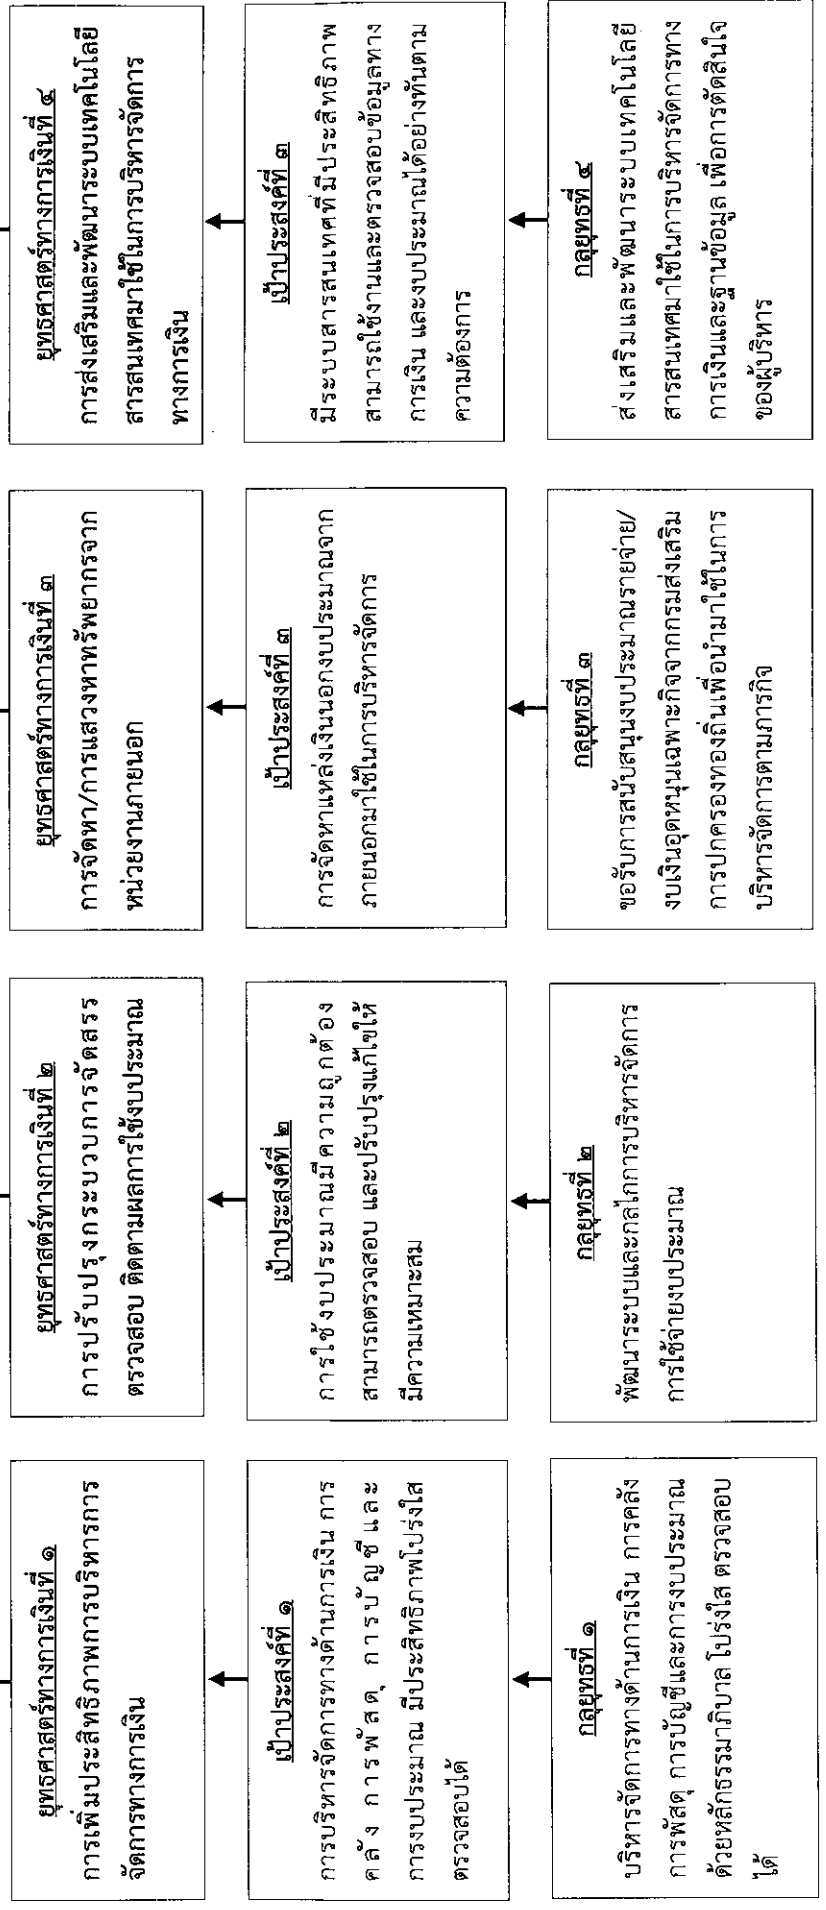 ยุทธศาสตร์ทางการเงินที่ ๑
การเพิ่มประสิทธิภาพการบริหารการ
จัดการทางการเงิน
เป้าประสงค์ที่ ๑
การบริหารจัดการทางด้านการเงิน การ
คลัง การพัสดุ การบัญชี และ
การงบประมาณ มีประสิทธิภาพโปร่งใส
ตรวจสอบได้
กลยุทธที่ ๑
บริหารจัดการทางด้านการเงิน การคลัง
การพัสดุ การบัญชีและการงบประมาณ
ด้วยหลักธรรมาภิบาล โปร่งใส ตรวจสอบ
ได้
ยุทธศาสตร์ทางการเงินที่ ๒
การปรับปรุงกระบวบการจัดสรร
ตรวจสอบ ติดตามผลการใช้งบประมาณ
เป้าประสงค์ที่ ๒
การใช้งบประมาณมีความถูกต้อง
สามารถตรวจสอบ และปรับปรุงแก้ไขให้
มีความเหมาะสม
กลยุทธที่ ๒
พัฒนาระบบและกลไกการบริหารจัดการ
การใช้จ่ายงบประมาณ
ยุทธศาสตร์ทางการเงินที่ ๓
การจัดหา/การแสวงหาทรัพยากรจาก
หน่วยงานภายนอก
เป้าประสงค์ที่ ๓
การจัดหาแหล่งเงินนอกงบประมาณจาก
ภายนอกมาใช้ในการบริหารจัดการ
กลยุทธที่ ๓
ขอรับการสนับสนุนงบประมาณรายจ่าย/
งบเงินอุดหนุนเฉพาะกิจจากกรมส่งเสริม
การปกครองทองถิ่นเพื่อนำมาใช้ในการ
บริหารจัดการตามภารกิจ
ยุทธศาสตร์ทางการเงินที่ ๔
การส่งเสริมและพัฒนาระบบเทคโนโลยี
สารสนเทศมาใช้ในการบริหารจัดการ
ทางการเงิน
เป้าประสงค์ที่ ๓
มีระบบสารสนเทศที่มีประสิทธิภาพ
สามารถใช้งานและตรวจสอบข้อมูลทาง
การเงิน และงบประมาณได้อย่างทันตาม
ความต้องการ
กลยุทธที่ ๔
ส่งเสริมและพัฒนาระบบเทคโนโลยี
สารสนเทศมาใช้ในการบริหารจัดการทาง
การเงินและฐานข้อมูล เพื่อการตัดสินใจ
ของผู้บริหาร